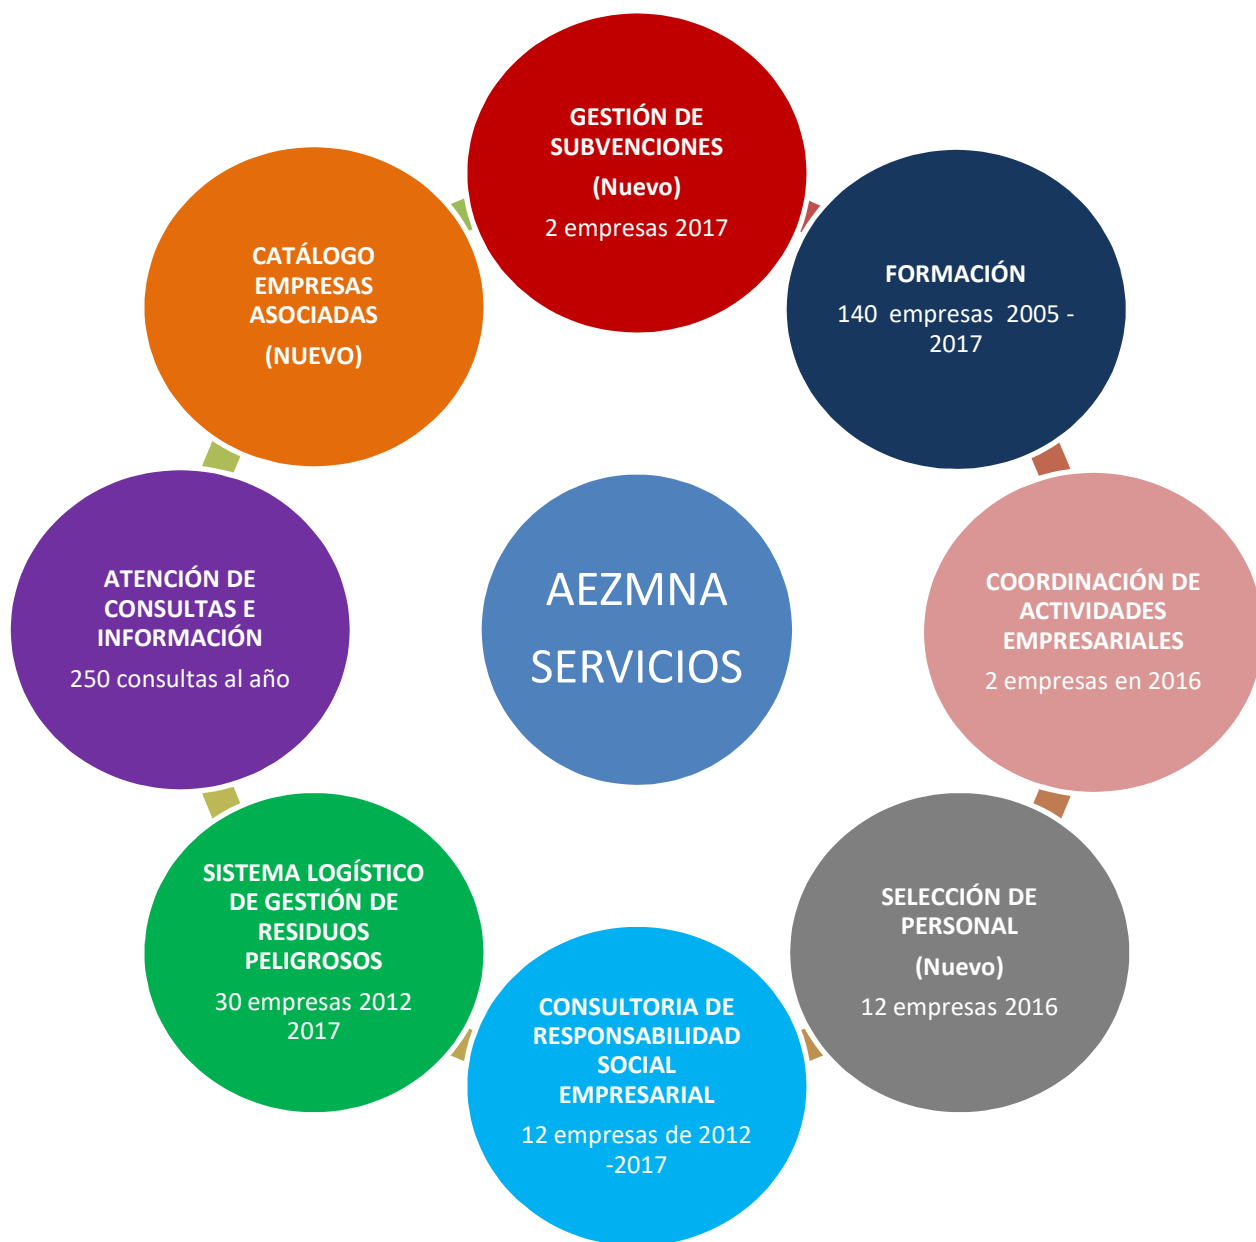 GESTIÓN DE
SUBVENCIONES
(Nuevo)
2 empresas 2017
FORMACIÓN
140 empresas 2005 -
2017
COORDINACIÓN DE
ACTIVIDADES
EMPRESARIALES
2 empresas en 2016
SELECCIÓN DE
PERSONAL
(Nuevo)
12 empresas 2016
CONSULTORIA DE
RESPONSABILIDAD
SOCIAL
EMPRESARIAL
12 empresas de 2012
-2017
SISTEMA LOGÍSTICO
DE GESTIÓN DE
RESIDUOS
PELIGROSOS
30 empresas 2012
2017
ATENCIÓN DE
CONSULTAS E
INFORMACIÓN
250 consultas al año
CATÁLOGO
EMPRESAS
ASOCIADAS
(NUEVO)
AEZMNA
SERVICIOS